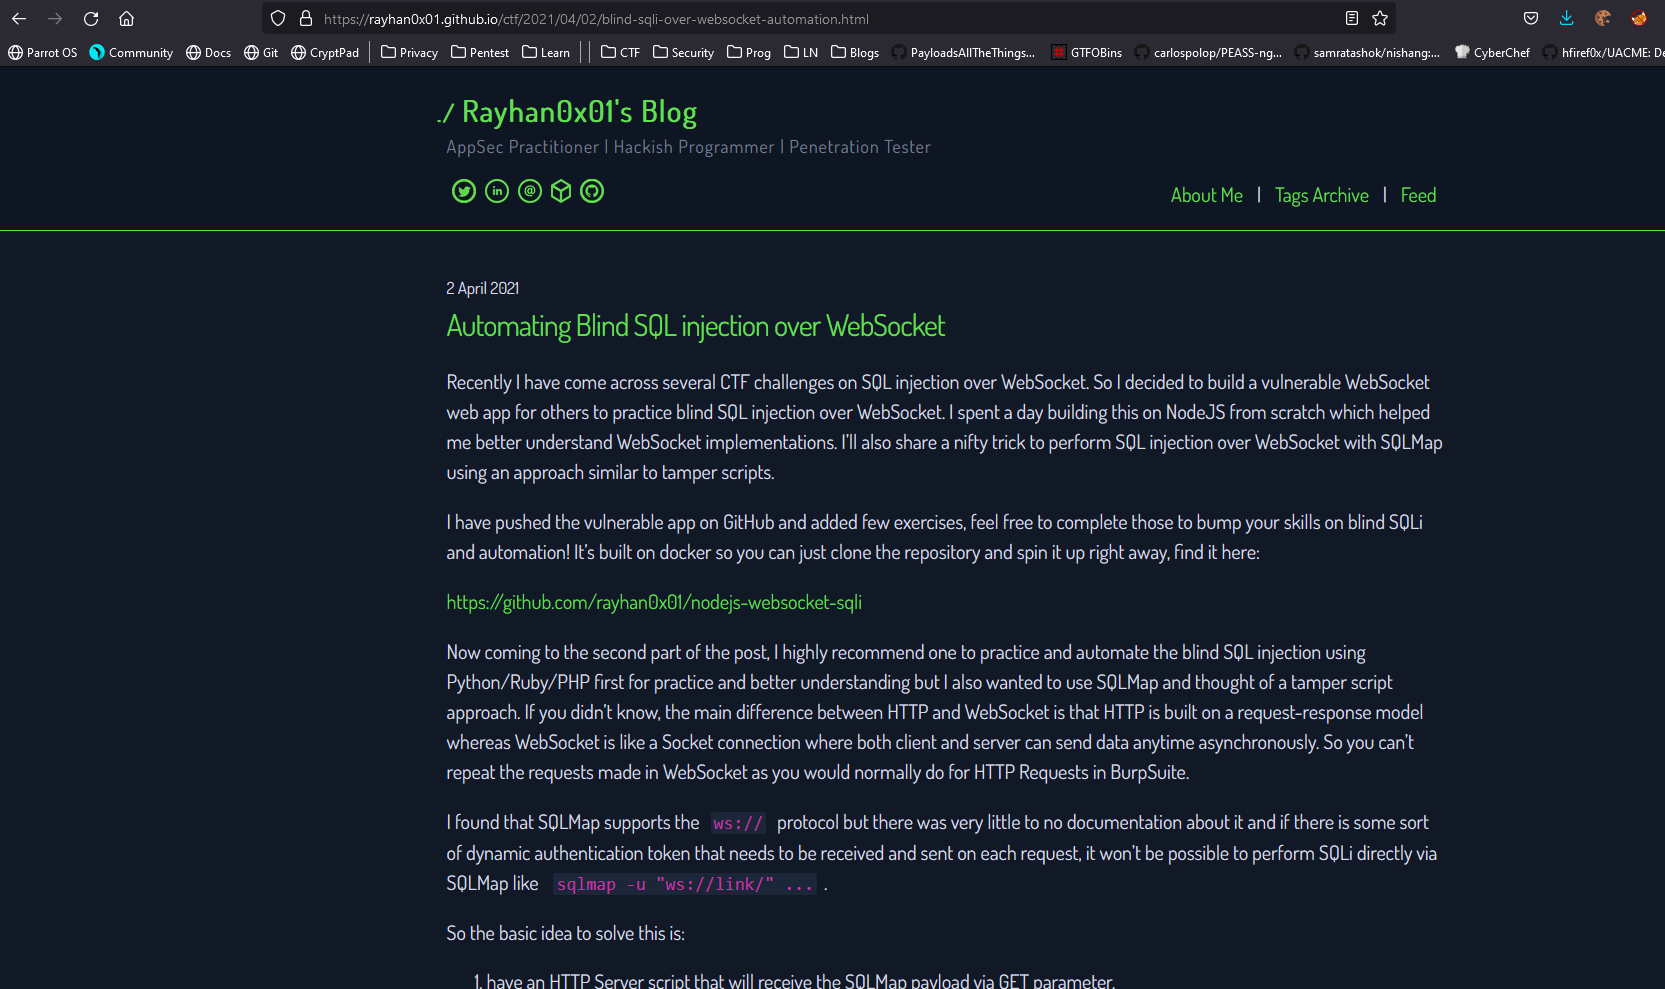 https://rayhan0x01.github.io/ctf/2021/04/02/blind-sqli-over-websocket-automation.html
Parrot OS Community Docs Git CryptPad Privacy Pentest Learn CTF Security Prog LN Blogs PayloadsAllTheThings... GTFOBins carlospolop/PEASS-ng... samratashok/nishang:... CyberChef hfiref0x/UACME: De
./ Rayhan0x01's Blog
AppSec Practitioner | Hackish Programmer | Penetration Tester
About Me | Tags Archive | Feed
2 April 2021
Automating Blind SQL injection over WebSocket
Recently I have come across several CTF challenges on SQL injection over WebSocket. So I decided to build a vulnerable WebSocket
web app for others to practice blind SQL injection over WebSocket. I spent a day building this on NodeJS from scratch which helped
me better understand WebSocket implementations. I'll also share a nifty trick to perform SQL injection over WebSocket with SQLMap
using an approach similar to tamper scripts.
I have pushed the vulnerable app on GitHub and added few exercises, feel free to complete those to bump your skills on blind SQLi
and automation! It's built on docker so you can just clone the repository and spin it up right away, find it here:
https://github.com/rayhan0x01/nodejs-websocket-sqli
Now coming to the second part of the post, I highly recommend one to practice and automate the blind SQL injection using
Python/Ruby/PHP first for practice and better understanding but I also wanted to use SQLMap and thought of a tamper script
approach. If you didn't know, the main difference between HTTP and WebSocket is that HTTP is built on a request-response model
whereas WebSocket is like a Socket connection where both client and server can send data anytime asynchronously. So you can't
repeat the requests made in WebSocket as you would normally do for HTTP Requests in BurpSuite.
I found that SQLMap supports the ws:// protocol but there was very little to no documentation about it and if there is some sort
of dynamic authentication token that needs to be received and sent on each request, it won't be possible to perform SQLi directly via
SQLMap like sqlmap -u "ws://link/" ... .
So the basic idea to solve this is:
1. have an HTTP Server script that will receive the SQLMap payload via GET parameter.